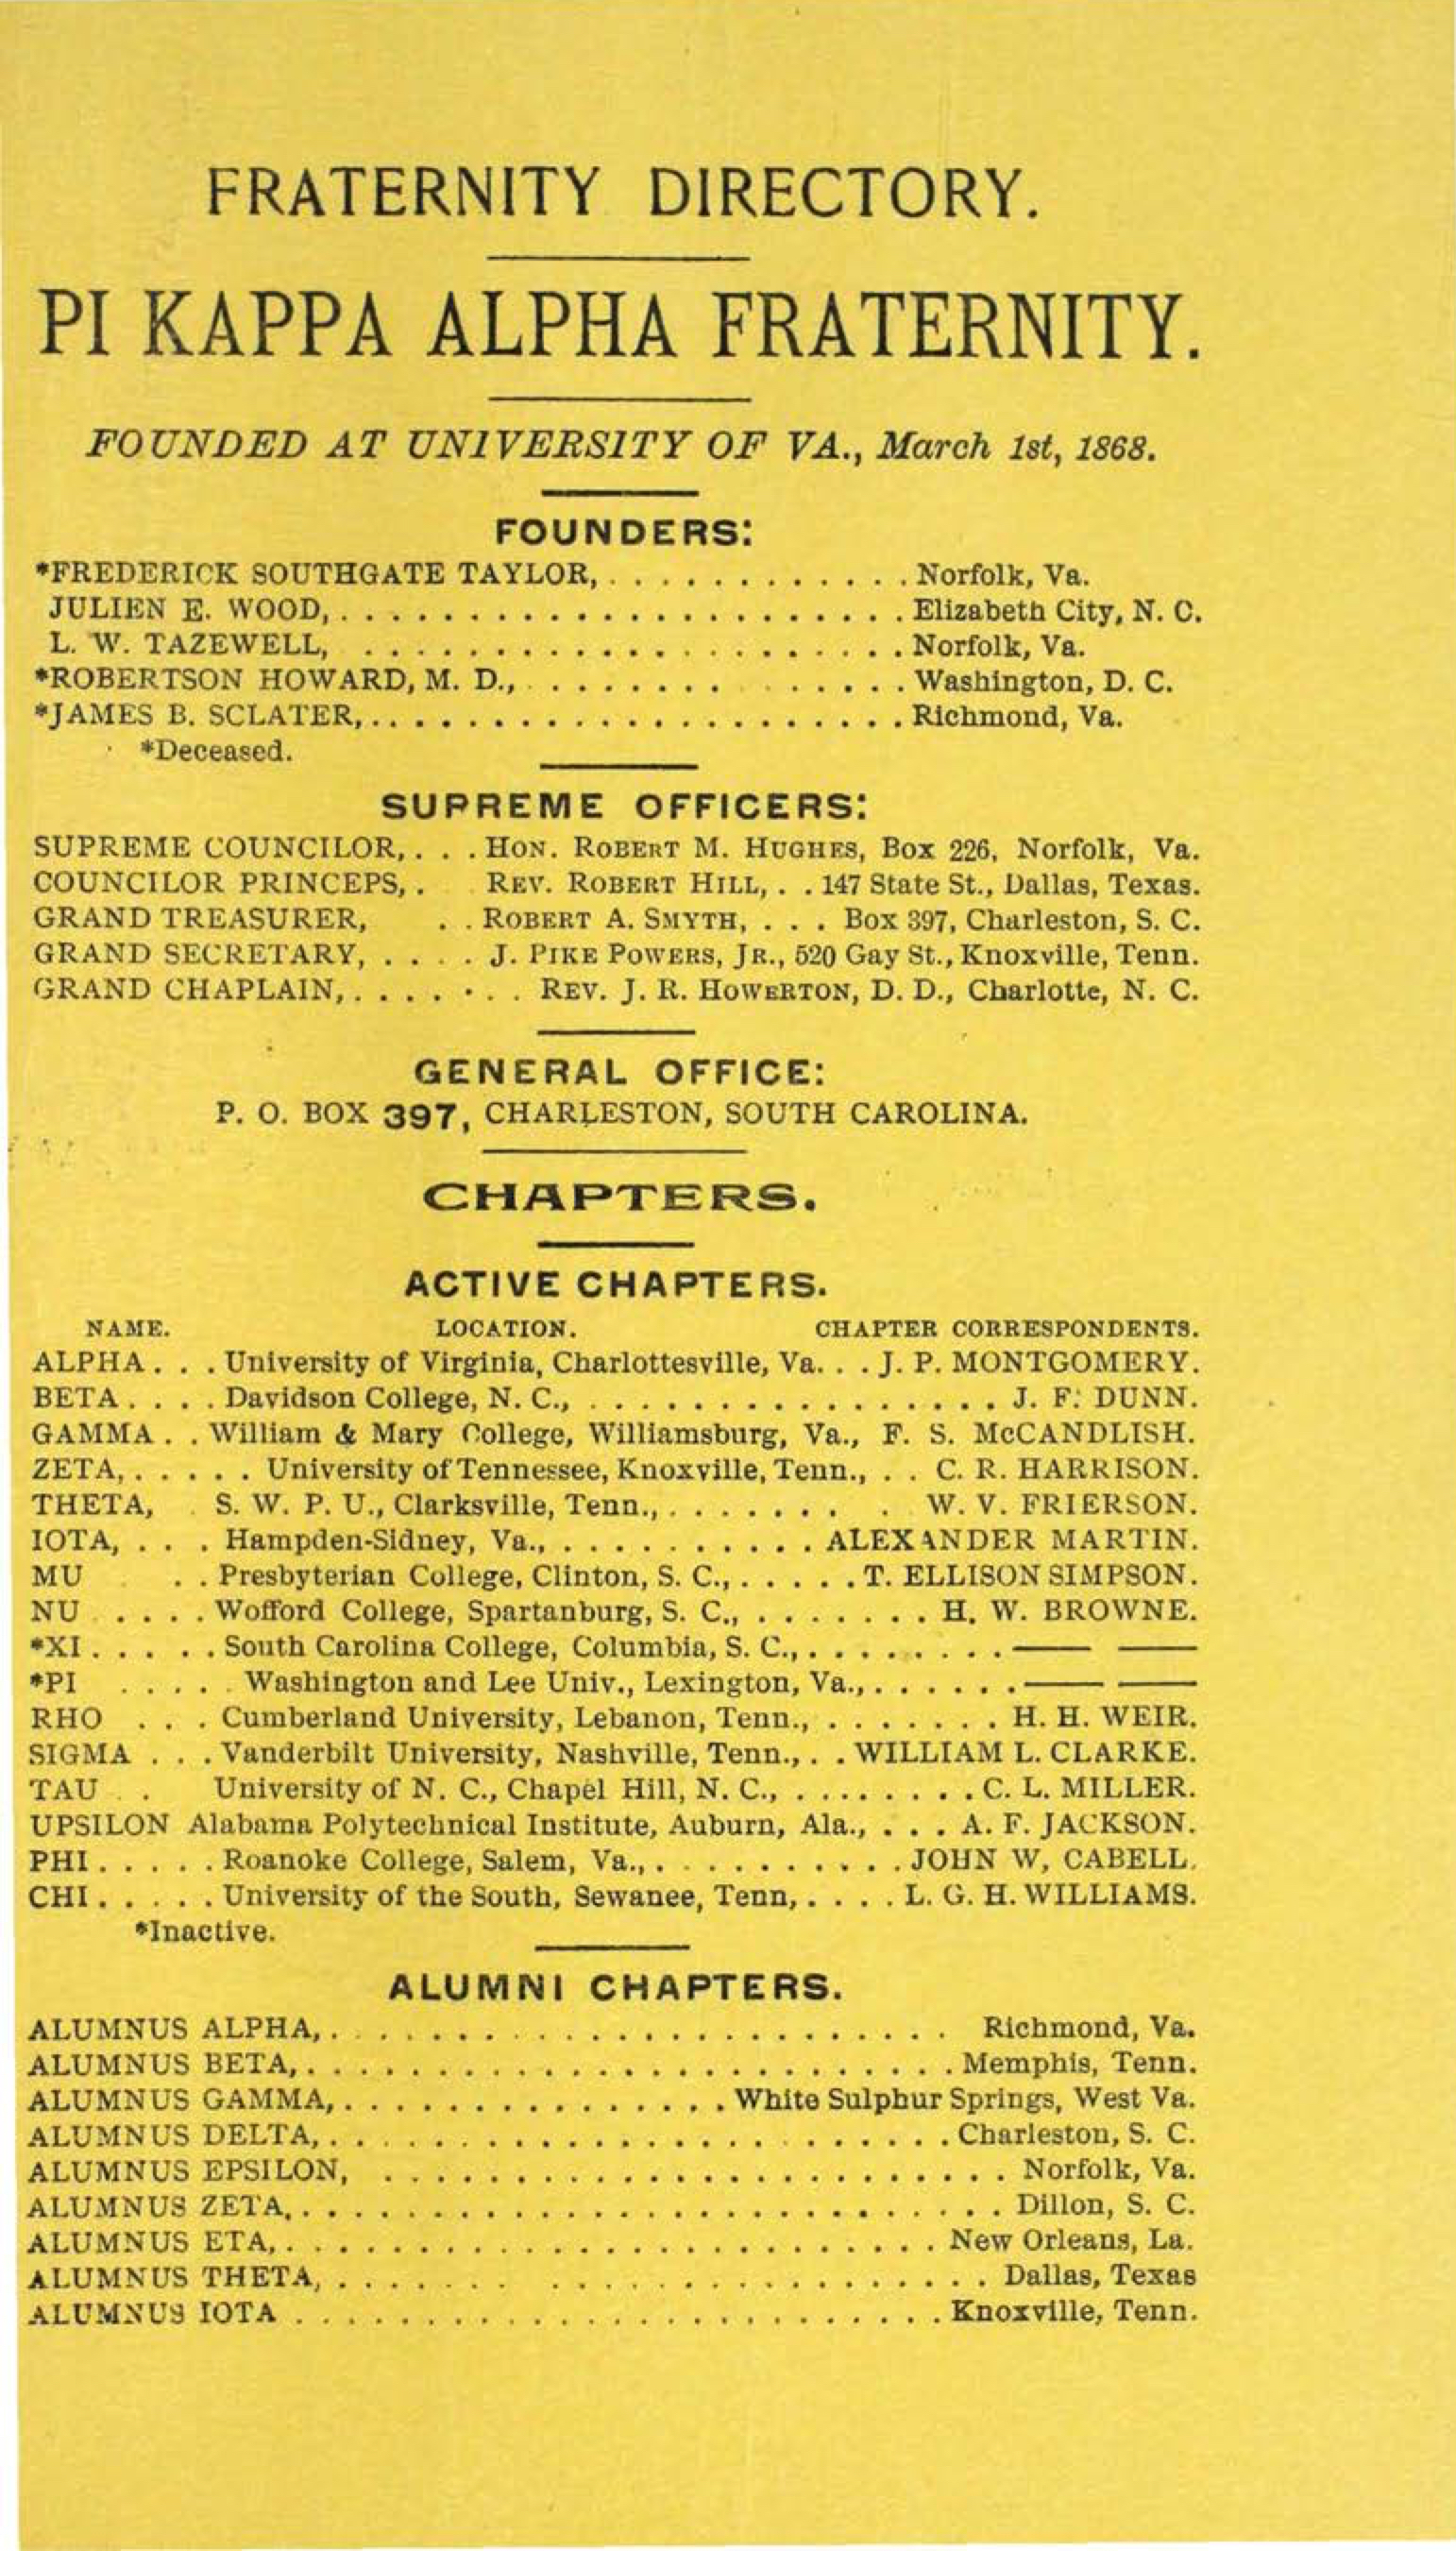 FRATERNITY DIRECTORY.
PI KAPPA ALPHA FRATERNITY.
FOUNDED AT UNIVERSITY OF VA., March 1st, 1868.
FOUNDERS:
*FREDERICK SOUTHGATE TAYLOR, . . . . . . . . . . . . Norfolk, Va.
JULIEN E. WOOD, . . . . . . . . . . . . . . . . . . . . . . Elizabeth City, N. C.
L. W. TAZEWELL, . . . . . . . . . . . . . . . . . . . . . Norfolk, Va.
*ROBERTSON HOWARD, M. D., . . . . . . . . . . . . . . Washington, D. C.
*JAMES B. SCLATER, . . . . . . . . . . . . . . . . . . . . . Richmond, Va.
*Deceased.
SUPREME OFFICERS:
SUPREME COUNCILOR, . . . HON. ROBERT M. HUGHES, Box 226, Norfolk, Va.
COUNCILOR PRINCEPS, . REV. ROBERT HILL, . . 147 State St., Dallas, Texas.
GRAND TREASURER, . . ROBERT A. SMYTH, . . . Box 397, Charleston, S. C.
GRAND SECRETARY, . . . . J. PIKE POWERS, JR., 520 Gay St., Knoxville, Tenn.
GRAND CHAPLAIN, . . . . . . . REV. J. R. HOWERTON, D. D., Charlotte, N. C.
GENERAL OFFICE:
P. O. BOX 397, CHARLESTON, SOUTH CAROLINA.
CHAPTERS.
ACTIVE CHAPTERS.
NAME. LOCATION. CHAPTER CORRESPONDENTS.
ALPHA . . . University of Virginia, Charlottesville, Va. . . J. P. MONTGOMERY.
BETA . . . . Davidson College, N. C., . . . . . . . . . . . . . . . . J. F. DUNN.
GAMMA . . William & Mary College, Williamsburg, Va., F. S. McCANDLISH.
ZETA, . . . . . University of Tennessee, Knoxville, Tenn., . . C. R. HARRISON.
THETA, . S. W. P. U., Clarksville, Tenn., . . . . . . . . . W. V. FRIERSON.
IOTA, . . . Hampden-Sidney, Va., . . . . . . . . . . . ALEXANDER MARTIN.
MU . . Presbyterian College, Clinton, S. C., . . . . . T. ELLISON SIMPSON.
NU . . . . . Wofford College, Spartanburg, S. C., . . . . . . . H. W. BROWNE.
*XI . . . . . South Carolina College, Columbia, S. C., . . . . . . . . — —
*PI . . . . . Washington and Lee Univ., Lexington, Va., . . . . . . — —
RHO . . . Cumberland University, Lebanon, Tenn., . . . . . . . H. H. WEIR.
SIGMA . . . Vanderbilt University, Nashville, Tenn., . . WILLIAM L. CLARKE.
TAU . . University of N. C., Chapel Hill, N. C., . . . . . . . . C. L. MILLER.
UPSILON Alabama Polytechnical Institute, Auburn, Ala., . . . A. F. JACKSON.
PHI . . . . . Roanoke College, Salem, Va., . . . . . . . . . . JOHN W, CABELL.
CHI . . . . . University of the South, Sewanee, Tenn, . . . . L. G. H. WILLIAMS.
*Inactive.
ALUMNI CHAPTERS.
ALUMNUS ALPHA, . . . . . . . . . . . . . . . . . . . . . . . . Richmond, Va.
ALUMNUS BETA, . . . . . . . . . . . . . . . . . . . . . . . . . Memphis, Tenn.
ALUMNUS GAMMA, . . . . . . . . . . . . . . . White Sulphur Springs, West Va.
ALUMNUS DELTA, . . . . . . . . . . . . . . . . . . . . . . . . Charleston, S. C.
ALUMNUS EPSILON, . . . . . . . . . . . . . . . . . . . . . . . . Norfolk, Va.
ALUMNUS ZETA, . . . . . . . . . . . . . . . . . . . . . . . . . . . Dillon, S. C.
ALUMNUS ETA, . . . . . . . . . . . . . . . . . . . . . . . . . New Orleans, La.
ALUMNUS THETA, . . . . . . . . . . . . . . . . . . . . . . . . Dallas, Texas
ALUMNUS IOTA . . . . . . . . . . . . . . . . . . . . . . . . . Knoxville, Tenn.